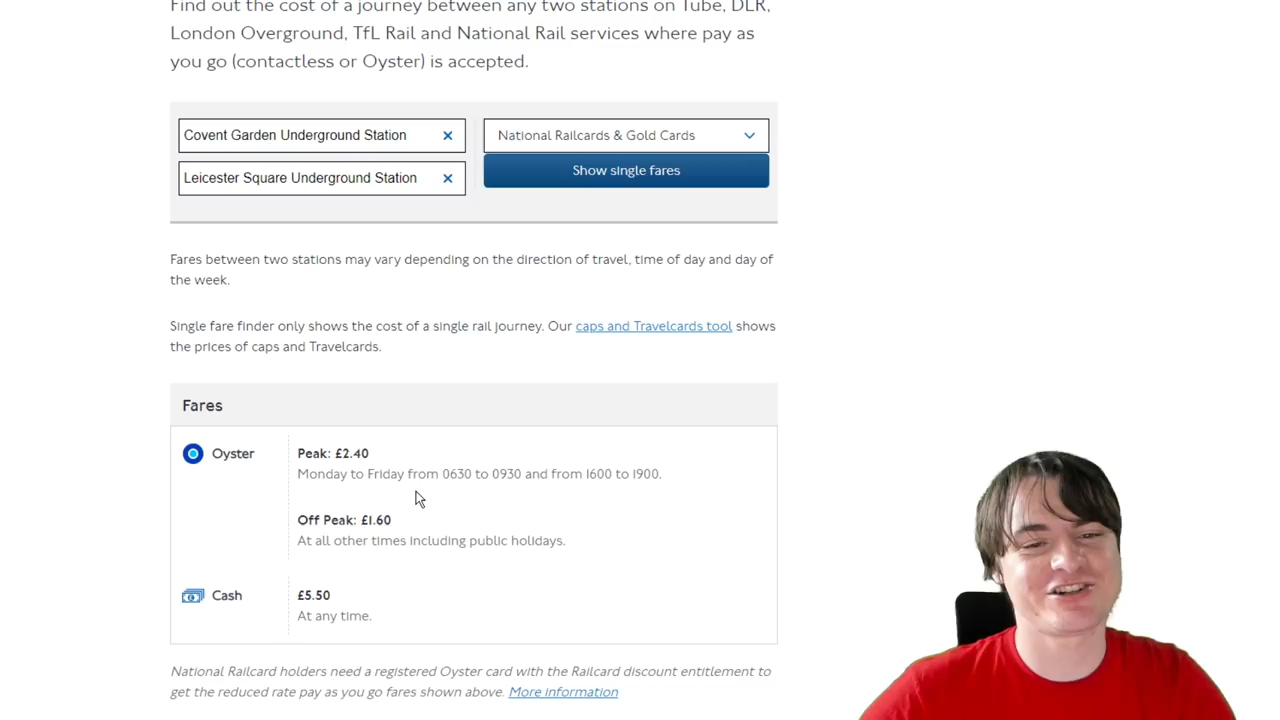 Find out the cost of a journey between any two stations on Tube, DLR,
London Overground, TfL Rail and National Rail services where pay as
you go (contactless or Oyster) is accepted.
Covent Garden Underground Station
National Railcards & Gold Cards
Leicester Square Underground Station
Show single fares
Fares between two stations may vary depending on the direction of travel, time of day and day of
the week.
Single fare finder only shows the cost of a single rail journey. Our caps and Travelcards tool shows
the prices of caps and Travelcards.
Fares
Oyster
Peak: £2.40
Monday to Friday from 0630 to 0930 and from 1600 to 1900.
Off Peak: £1.60
At all other times including public holidays.
Cash
£5.50
At any time.
National Railcard holders need a registered Oyster card with the Railcard discount entitlement to
get the reduced rate pay as you go fares shown above. More information